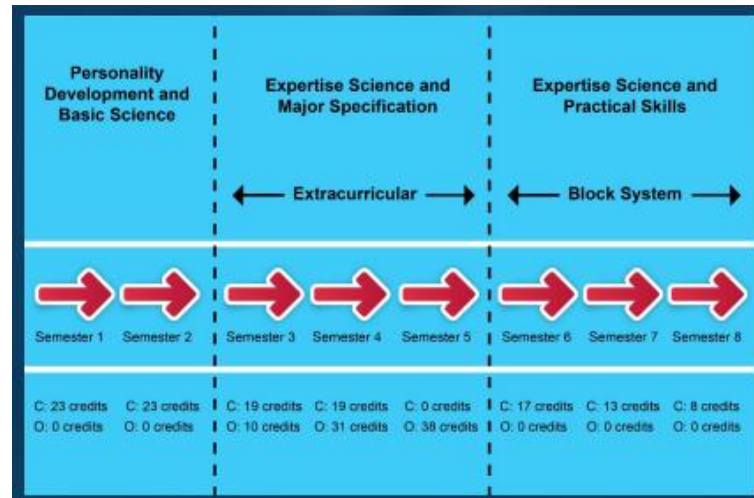 Personality
Development and
Basic Science
Expertise Science and
Major Specification
Expertise Science and
Practical Skills
Extracurricular
Block System
Semester 1
Semester 2
Semester 3
Semester 4
Semester 5
Semester 6
Semester 7
Semester 8
C: 23 credits
O: 0 credits
C: 23 credits
O: 0 credits
C: 19 credits
O: 10 credits
C: 19 credits
O: 31 credits
C: 0 credits
O: 38 credits
C: 17 credits
O: 0 credits
C: 13 credits
O: 0 credits
C: 8 credits
O: 0 credits